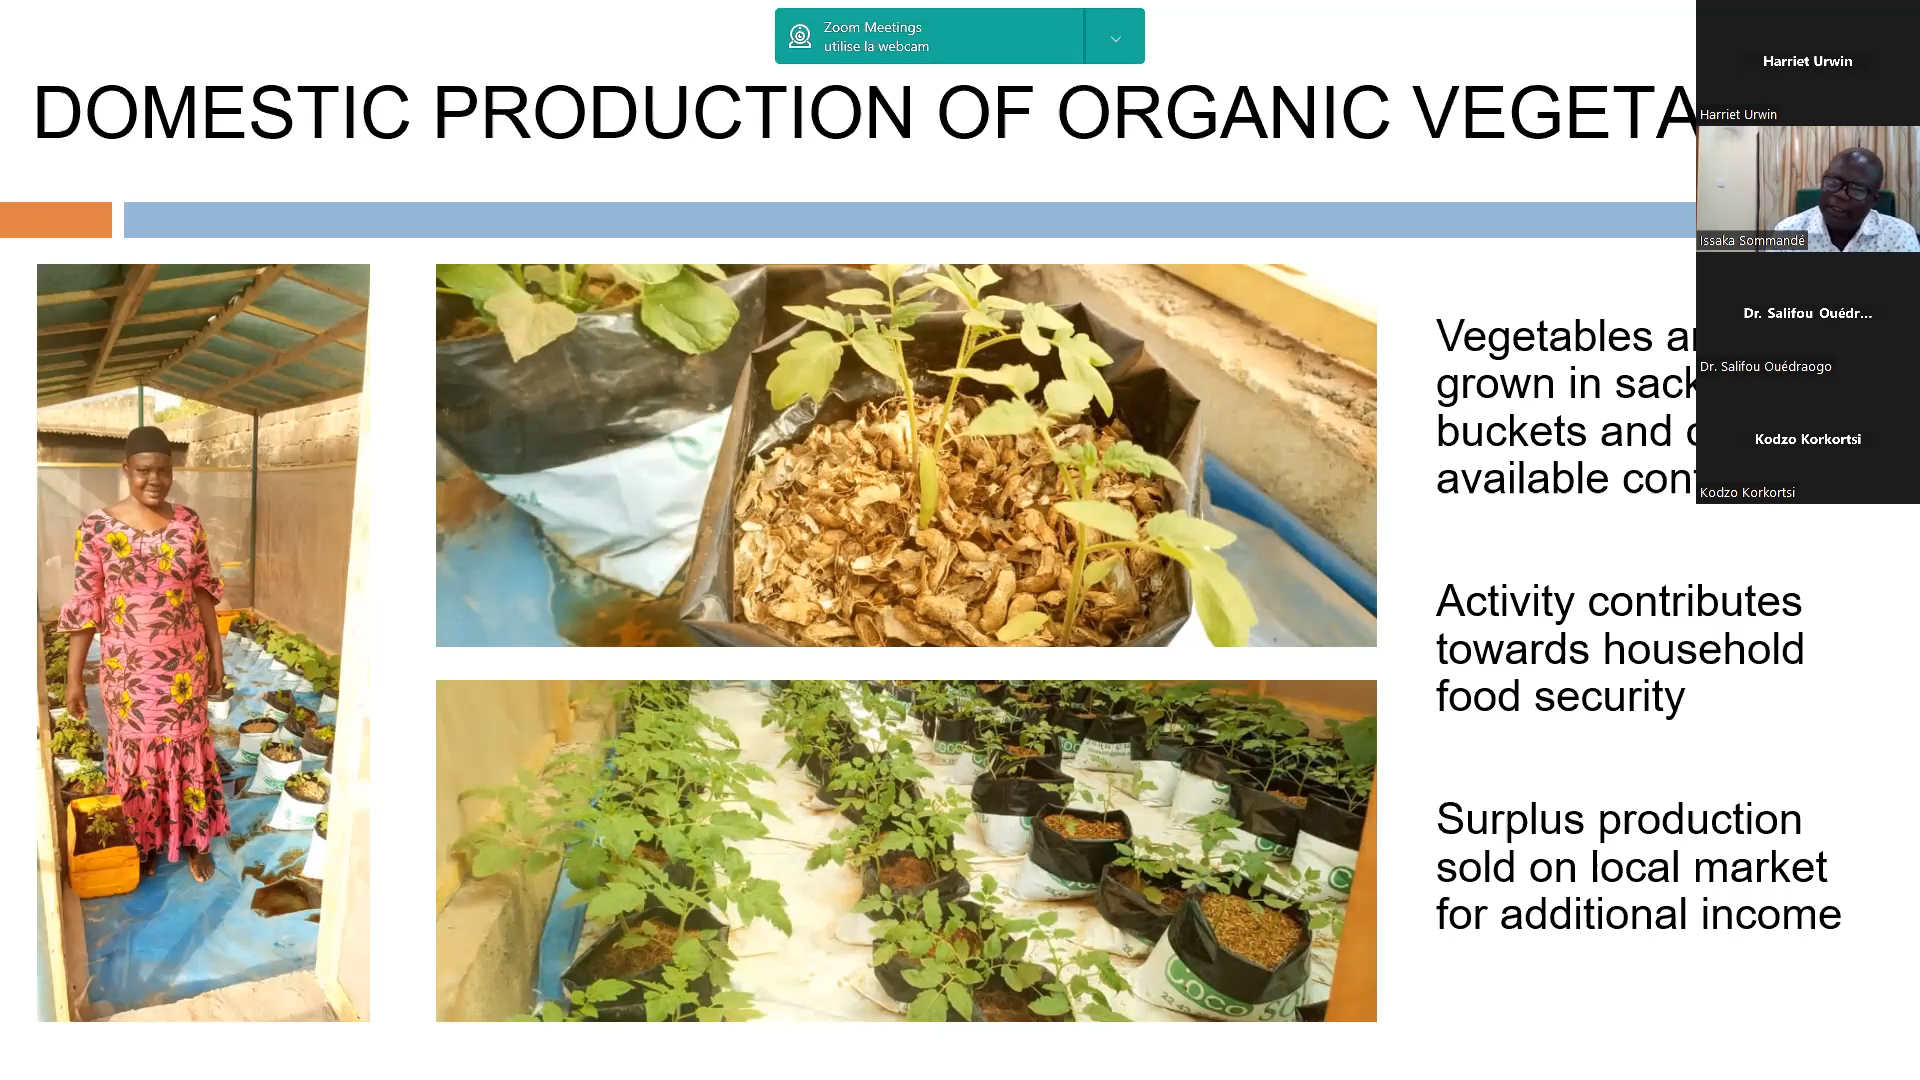 Zoom Meetings
utilise la webcam
DOMESTIC PRODUCTION OF ORGANIC VEGETA
Harriet Urwin
Harriet Urwin
Issaka Sommandé
Dr. Salifou Ouédr...
Dr. Salifou Ouédraogo
Kodzo Korkortsi
Kodzo Korkortsi
Vegetables
grown in
buckets and
available
Activity contributes
towards household
food security
Surplus production
sold on local market
for additional income